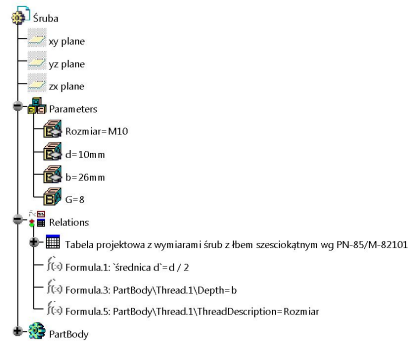 Śruba
xy plane
yz plane
zx plane
Parameters
Rozmiar=M10
d=10mm
b=26mm
G=8
Relations
Tabela projektowa z wymiarami śrub z łbem szesciokątnym wg PN-85/M-82101
f(x) Formula.1: `średnica d`=d / 2
f(x) Formula.3: PartBody\Thread.1\Depth=b
f(x) Formula.5: PartBody\Thread.1\ThreadDescription=Rozmiar
PartBody